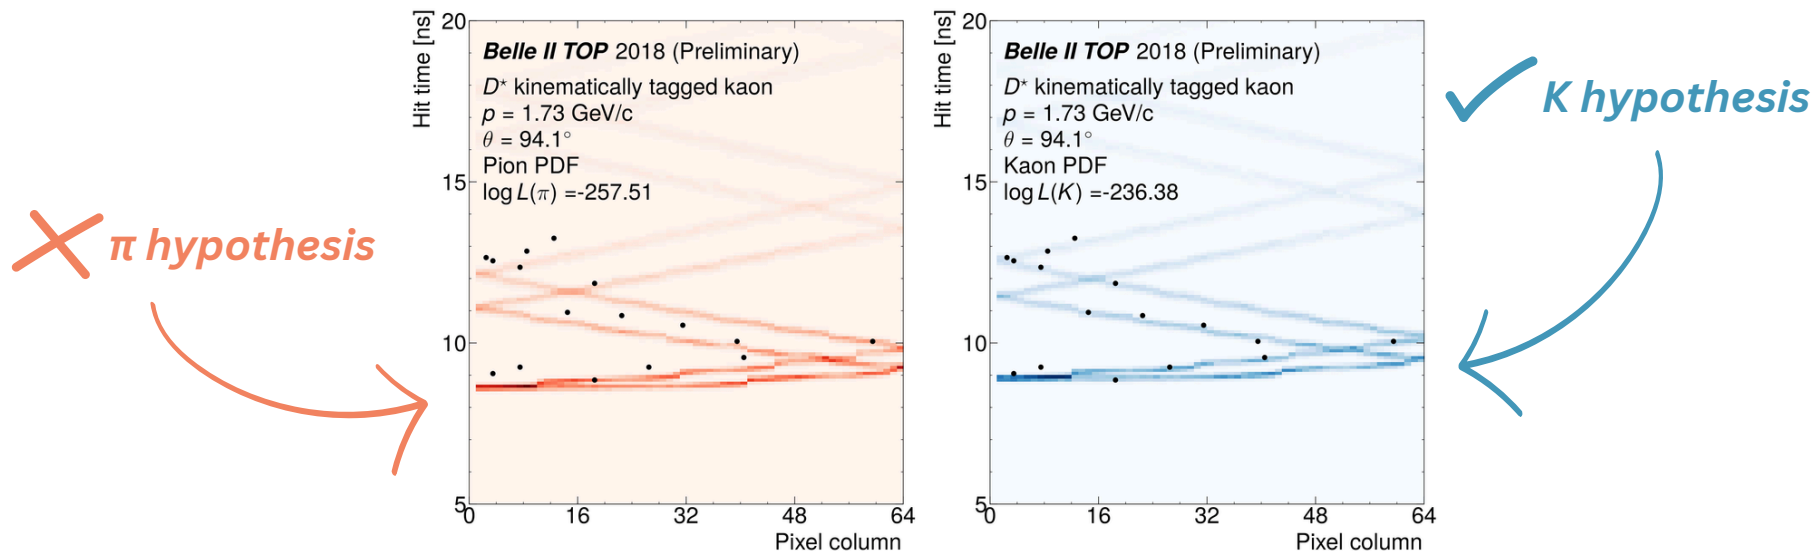 π hypothesis
Hit time [ns]
20
15
10
5
Belle II TOP 2018 (Preliminary)
D* kinematically tagged kaon
p = 1.73 GeV/c
θ = 94.1°
Pion PDF
log L(π) =-257.51
0 16 32 48 64
Pixel column
Hit time [ns]
20
15
10
5
Belle II TOP 2018 (Preliminary)
D* kinematically tagged kaon
p = 1.73 GeV/c
θ = 94.1°
Kaon PDF
log L(K) =-236.38
0 16 32 48 64
Pixel column
K hypothesis